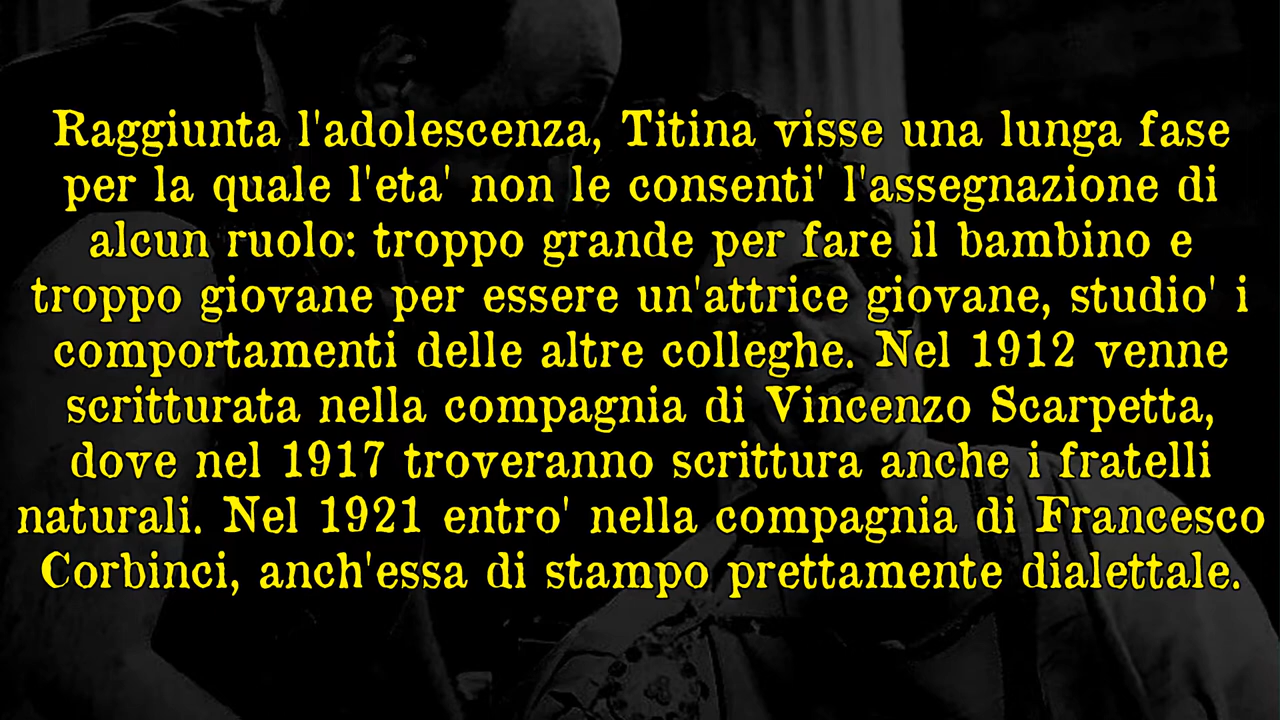 Raggiunta l'adolescenza, Titina visse una lunga fase
per la quale l'eta' non le consenti' l'assegnazione di
alcun ruolo: troppo grande per fare il bambino e
troppo giovane per essere un'attrice giovane, studio' i
comportamenti delle altre colleghe. Nel 1912 venne
scritturata nella compagnia di Vincenzo Scarpetta,
dove nel 1917 troveranno scrittura anche i fratelli
naturali. Nel 1921 entro' nella compagnia di Francesco
Corbinci, anch'essa di stampo prettamente dialettale.